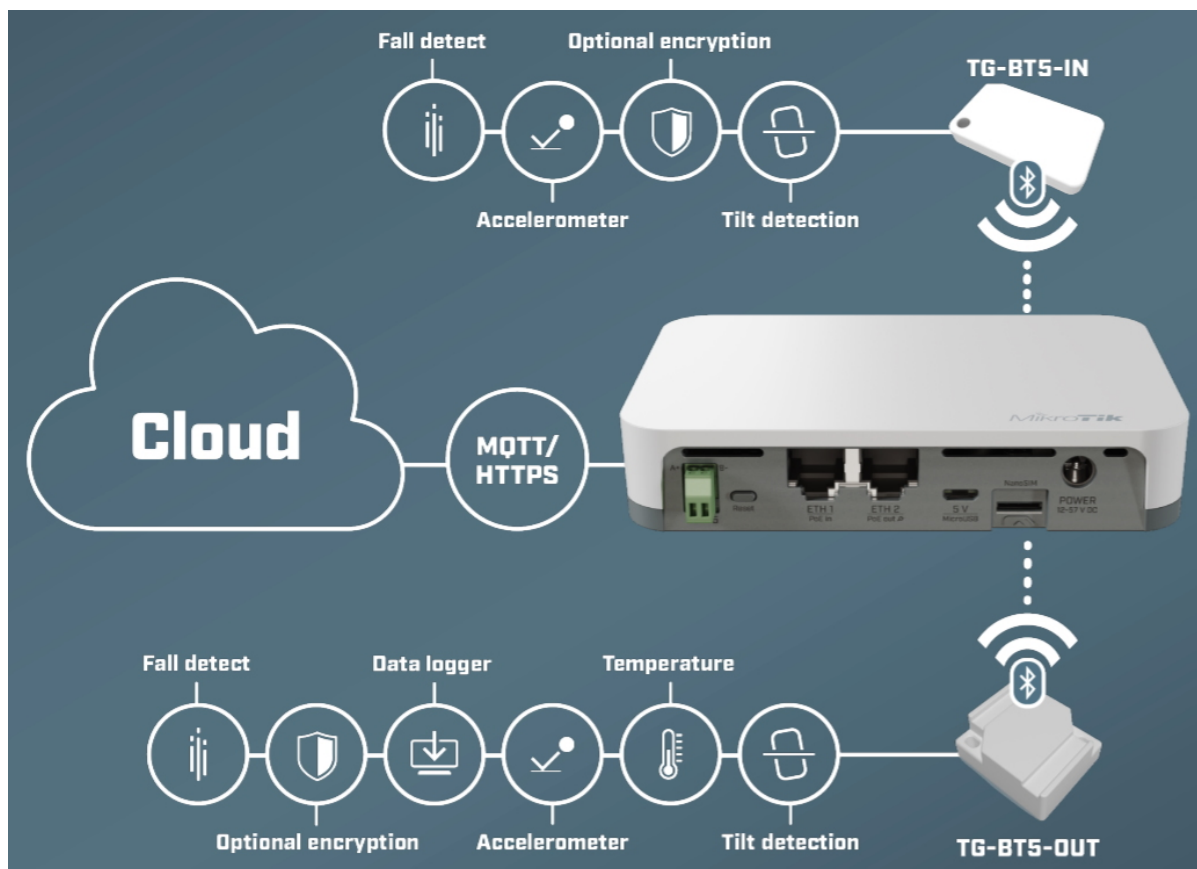 Fall detect
Optional encryption
TG-BT5-IN
Accelerometer
Tilt detection
Cloud
MQTT/
HTTPS
MikroTik
Reset
ETH 1
PoE in
ETH 2
PoE out
5 V
MicroUSB
NanoSIM
POWER
12-57 V DC
Fall detect
Data logger
Temperature
Optional encryption
Accelerometer
Tilt detection
TG-BT5-OUT